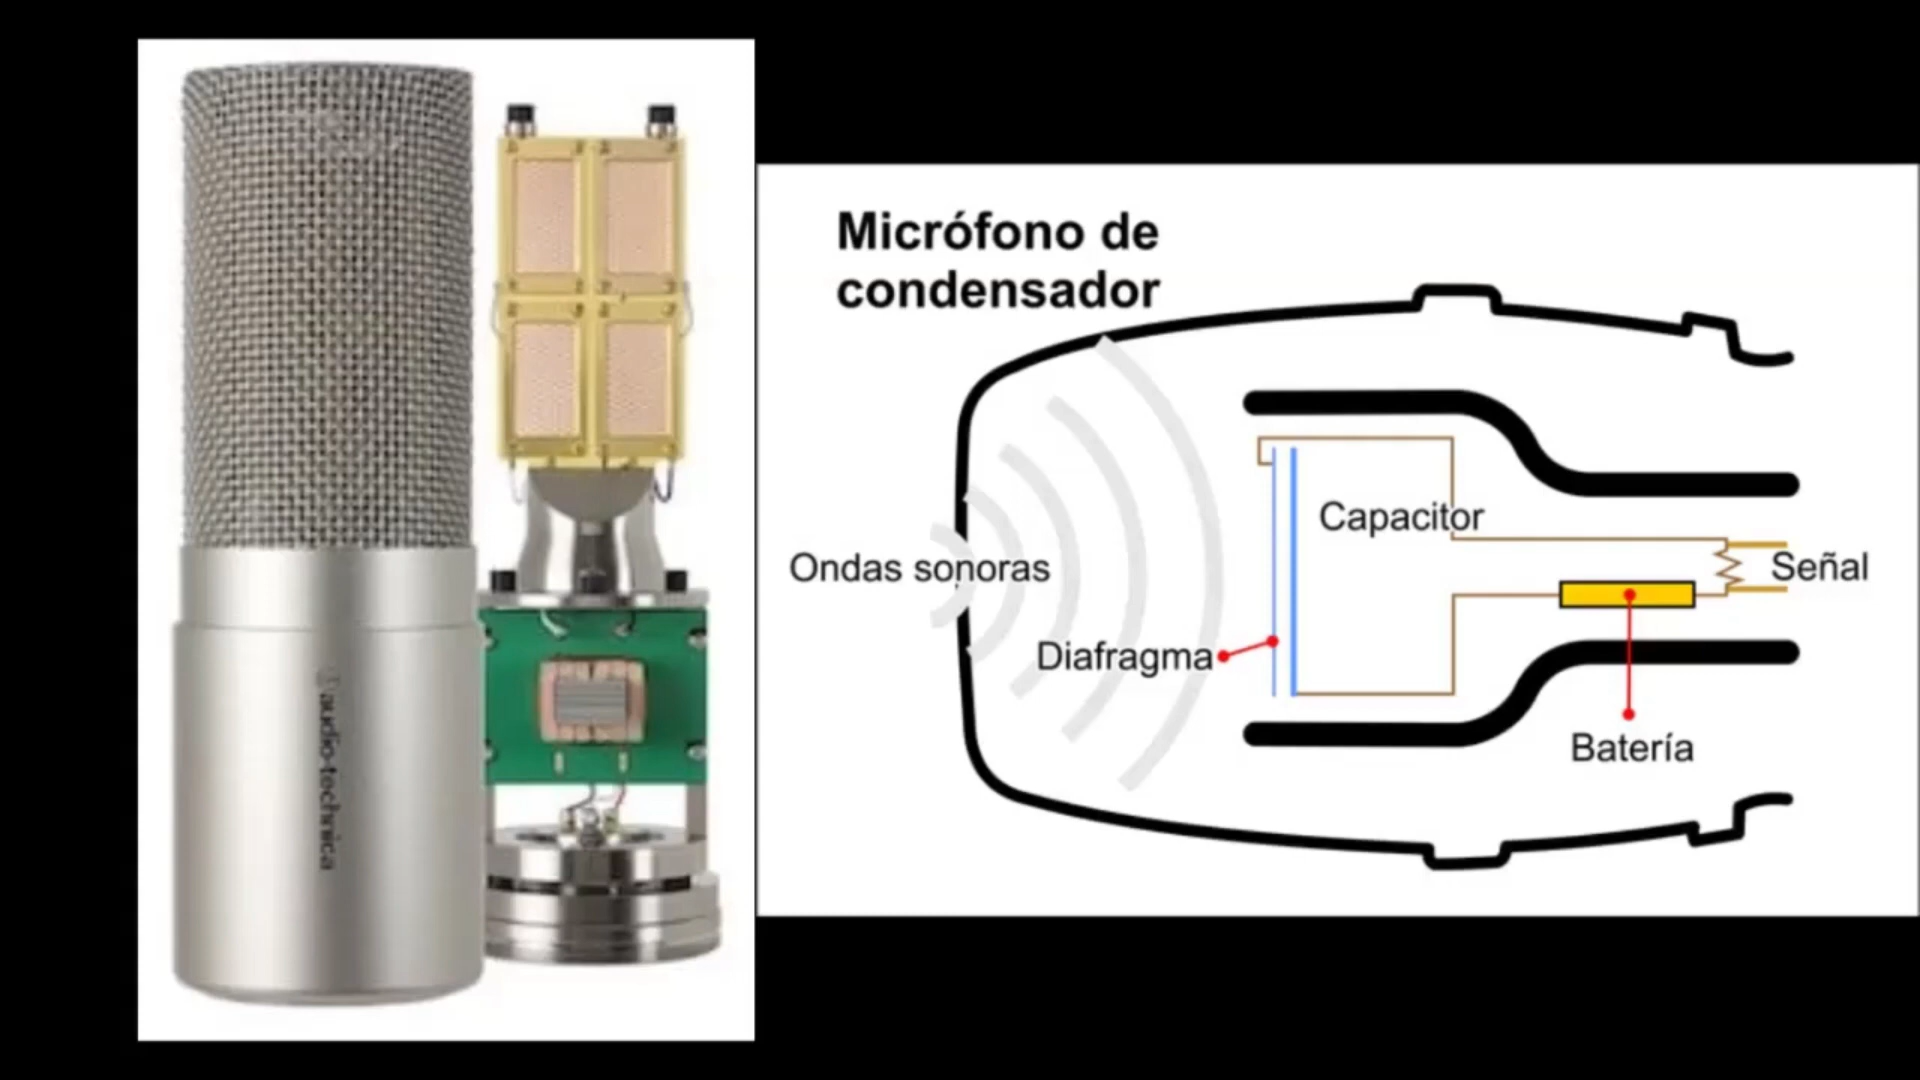 audio-technica
Micrófono de
condensador
Capacitor
Ondas sonoras
Señal
Diafragma
Batería